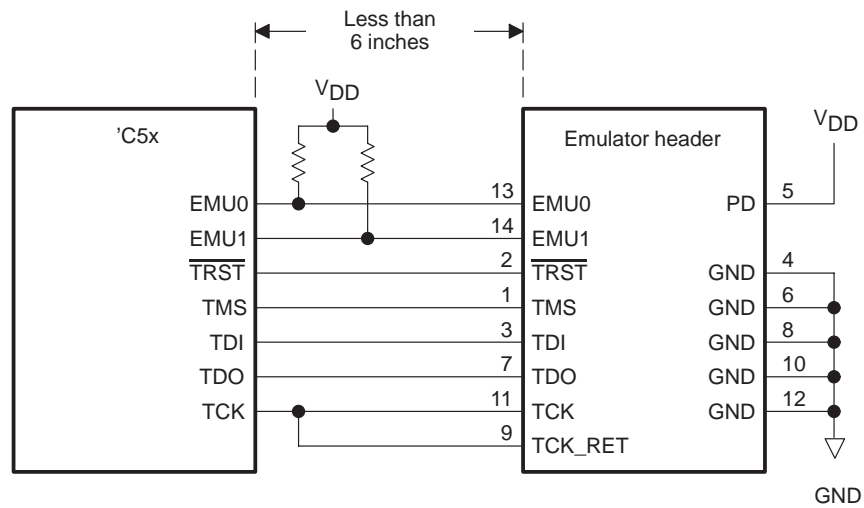 Less than
6 inches
VDD
'C5x
Emulator header
VDD
EMU0
13
EMU0
PD
5
EMU1
14
EMU1
TRST
2
TRST
GND
4
TMS
1
TMS
GND
6
TDI
3
TDI
GND
8
TDO
7
TDO
GND
10
TCK
11
TCK
GND
12
9
TCK_RET
GND